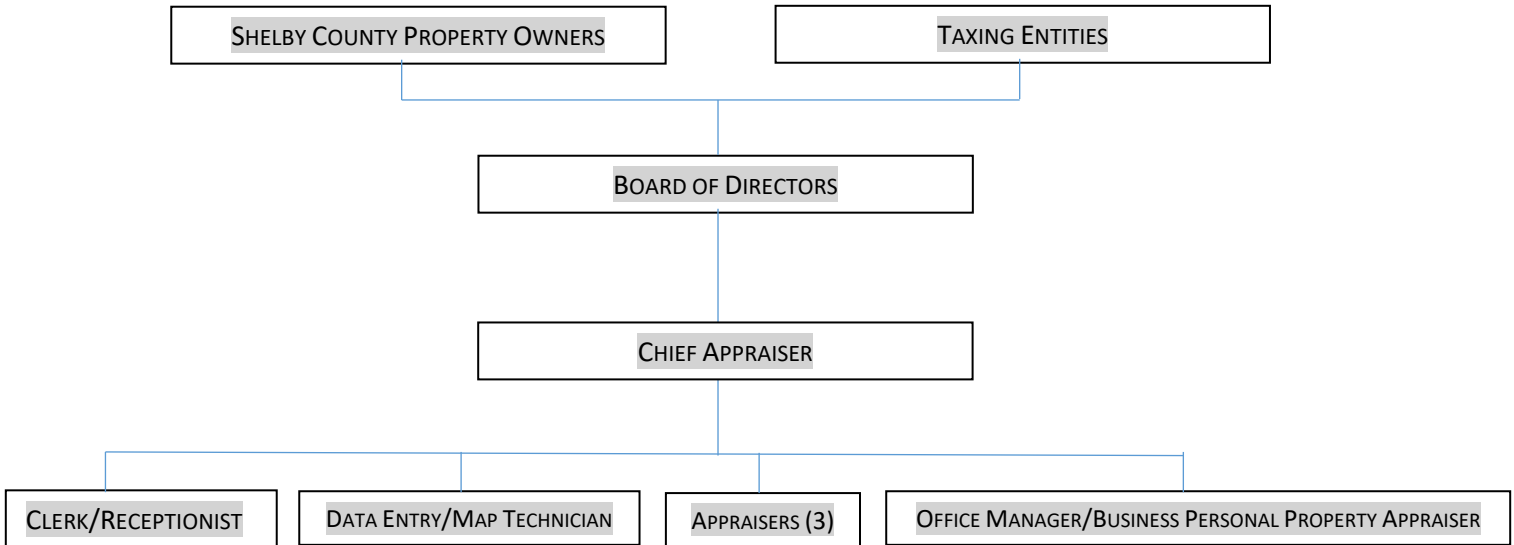 SHELBY COUNTY PROPERTY OWNERS
TAXING ENTITIES
BOARD OF DIRECTORS
CHIEF APPRAISER
CLERK/RECEPTIONIST
DATA ENTRY/MAP TECHNICIAN
APPRAISERS (3)
OFFICE MANAGER/BUSINESS PERSONAL PROPERTY APPRAISER